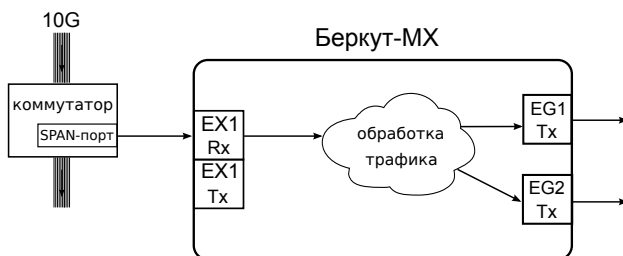 10G
Беркут-MX
коммутатор
SPAN-порт
EX1
Rx
EX1
Tx
обработка
трафика
EG1
Tx
EG2
Tx